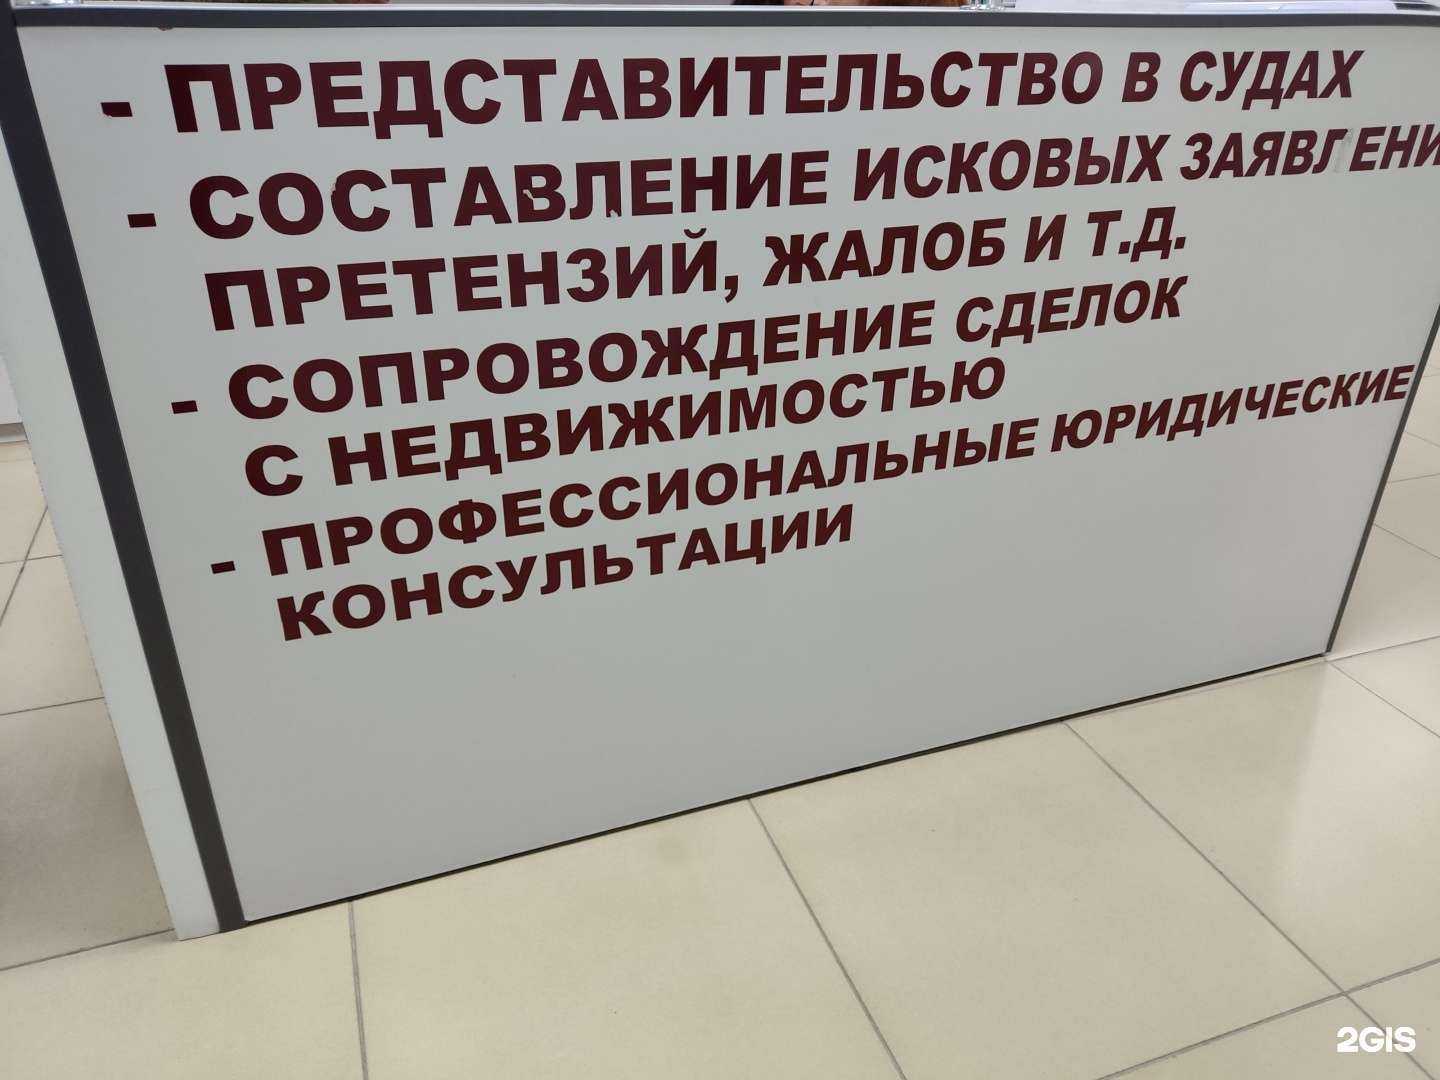 - ПРЕДСТАВИТЕЛЬСТВО В СУДАХ
- СОСТАВЛЕНИЕ ИСКОВЫХ ЗАЯВЛЕНИ
ПРЕТЕНЗИЙ, ЖАЛОБ И Т.Д.
- СОПРОВОЖДЕНИЕ СДЕЛОК
С НЕДВИЖИМОСТЬЮ
- ПРОФЕССИОНАЛЬНЫЕ ЮРИДИЧЕСКИЕ
КОНСУЛЬТАЦИИ
2GIS